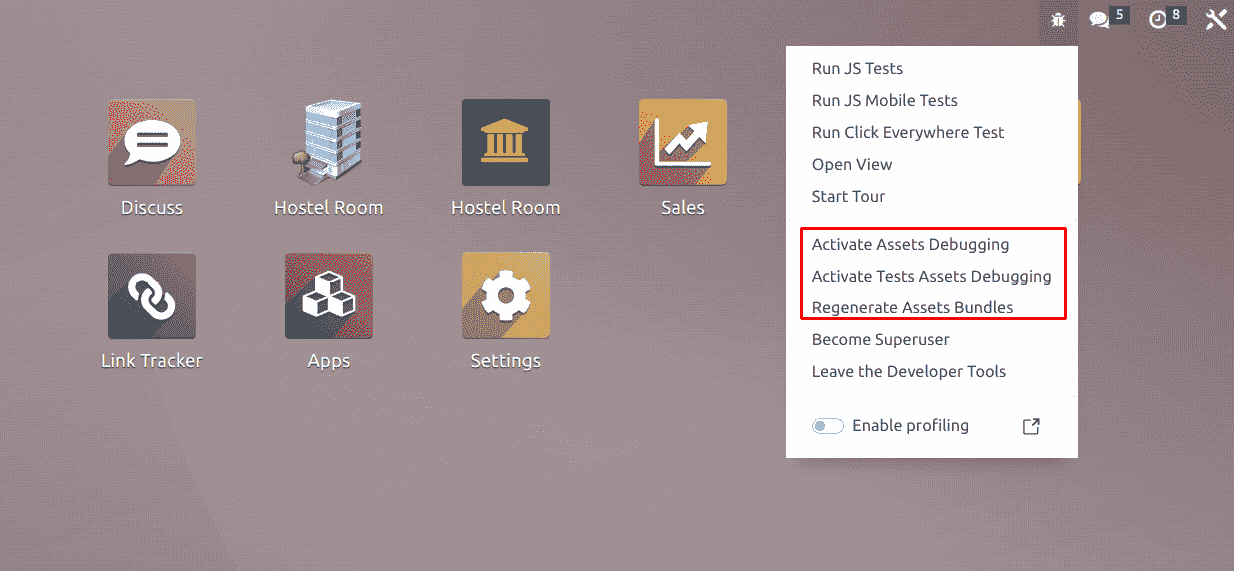 5
8
Run JS Tests
Run JS Mobile Tests
Run Click Everywhere Test
Open View
Start Tour
Activate Assets Debugging
Activate Tests Assets Debugging
Regenerate Assets Bundles
Become Superuser
Leave the Developer Tools
Enable profiling
Discuss
Hostel Room
Hostel Room
Sales
Link Tracker
Apps
Settings